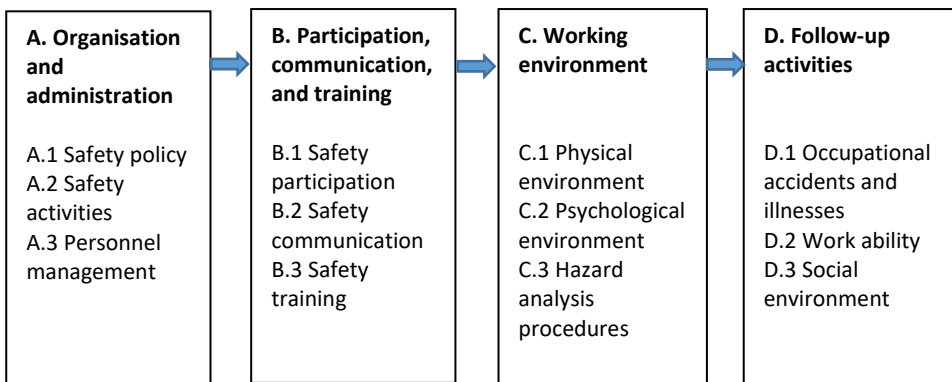 A. Organisation
and
administration
A.1 Safety policy
A.2 Safety
activities
A.3 Personnel
management
B. Participation,
communication,
and training
B.1 Safety
participation
B.2 Safety
communication
B.3 Safety
training
C. Working
environment
C.1 Physical
environment
C.2 Psychological
environment
C.3 Hazard
analysis
procedures
D. Follow-up
activities
D.1 Occupational
accidents and
illnesses
D.2 Work ability
D.3 Social
environment